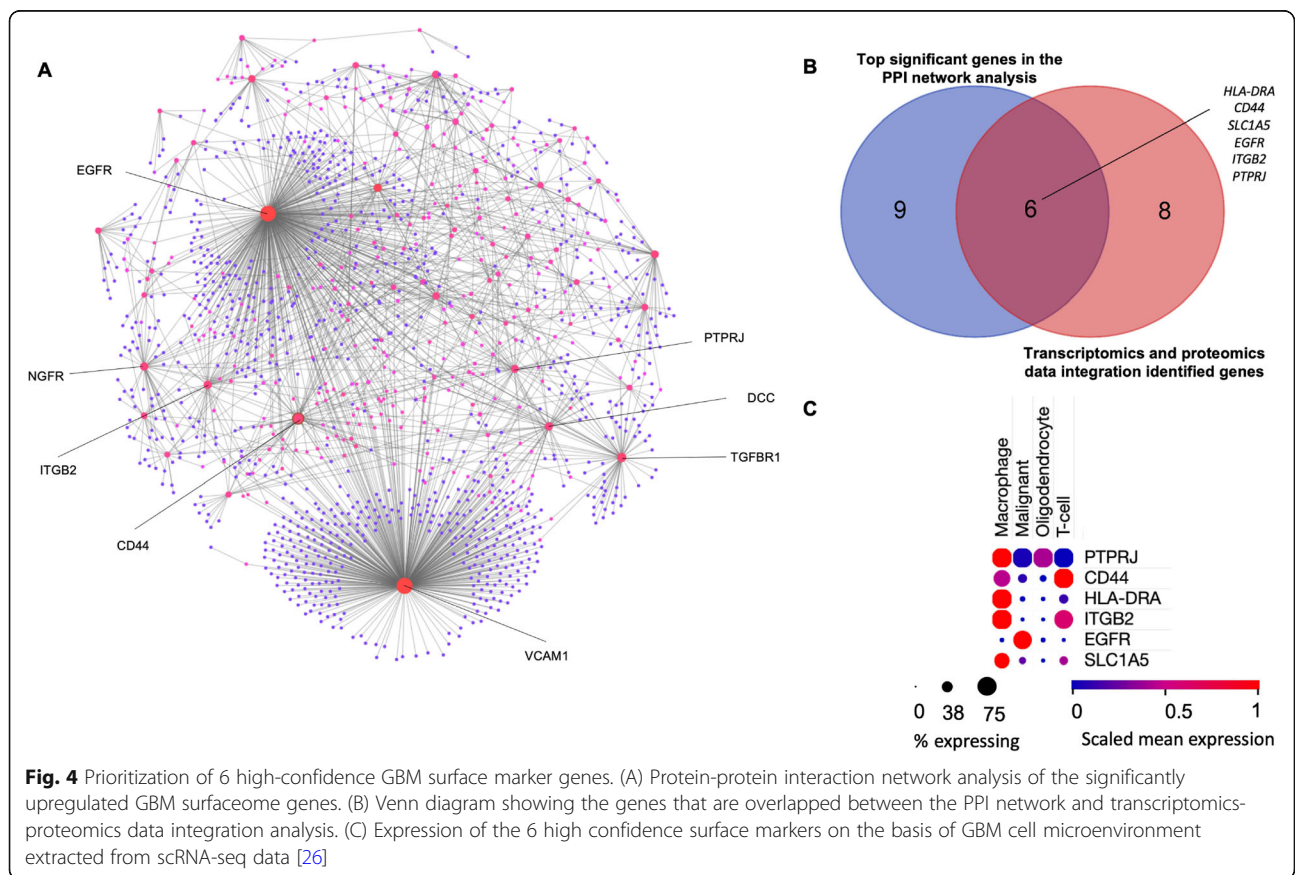 A
EGFR
NGFR
ITGB2
CD44
PTPRJ
DCC
TGFBR1
VCAM1
B
Top significant genes in the
PPI network analysis
HLA-DRA
CD44
SLC1A5
EGFR
ITGB2
PTPRJ
9
6
8
Transcriptomics and proteomics
data integration identified genes
C
Macrophage
Malignant
Oligodendrocyte
T-cell
PTPRJ
CD44
HLA-DRA
ITGB2
EGFR
SLC1A5
0 38 75
% expressing
0 0.5 1
Scaled mean expression
Fig. 4 Prioritization of 6 high-confidence GBM surface marker genes. (A) Protein-protein interaction network analysis of the significantly
upregulated GBM surfaceome genes. (B) Venn diagram showing the genes that are overlapped between the PPI network and transcriptomics-
proteomics data integration analysis. (C) Expression of the 6 high confidence surface markers on the basis of GBM cell microenvironment
extracted from scRNA-seq data [26]